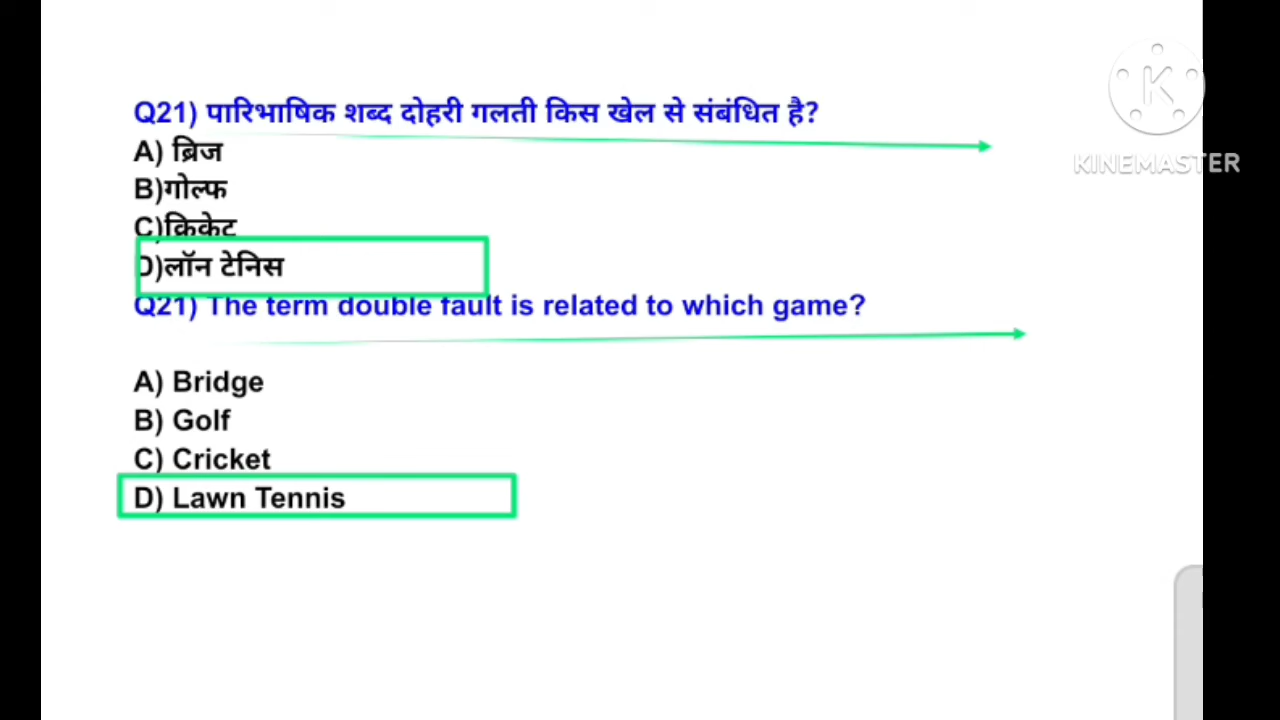 Q21) पारिभाषिक शब्द दोहरी गलती किस खेल से संबंधित है?
A) ब्रिज
B)गोल्फ
C)क्रिकेट
D)लॉन टेनिस
Q21) The term double fault is related to which game?
A) Bridge
B) Golf
C) Cricket
D) Lawn Tennis
K
KINEMASTER